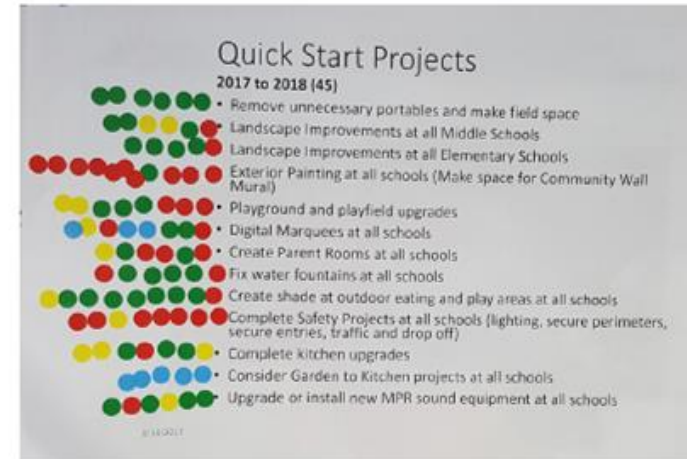 Quick Start Projects
2017 to 2018 (45)
• Remove unnecessary portables and make field space
• Landscape Improvements at all Middle Schools
Landscape Improvements at all Elementary Schools
Exterior Painting at all schools (Make space for Community Wall
Mural)
• Playground and playfield upgrades
• Digital Marquees at all schools
• Create Parent Rooms at all schools
Fix water fountains at all schools
Create shade at outdoor eating and play areas at all schools
Complete Safety Projects at all schools (lighting, secure perimeters,
secure entries, traffic and drop off)
• Complete kitchen upgrades
• Consider Garden to Kitchen projects at all schools
• Upgrade or install new MPR sound equipment at all schools